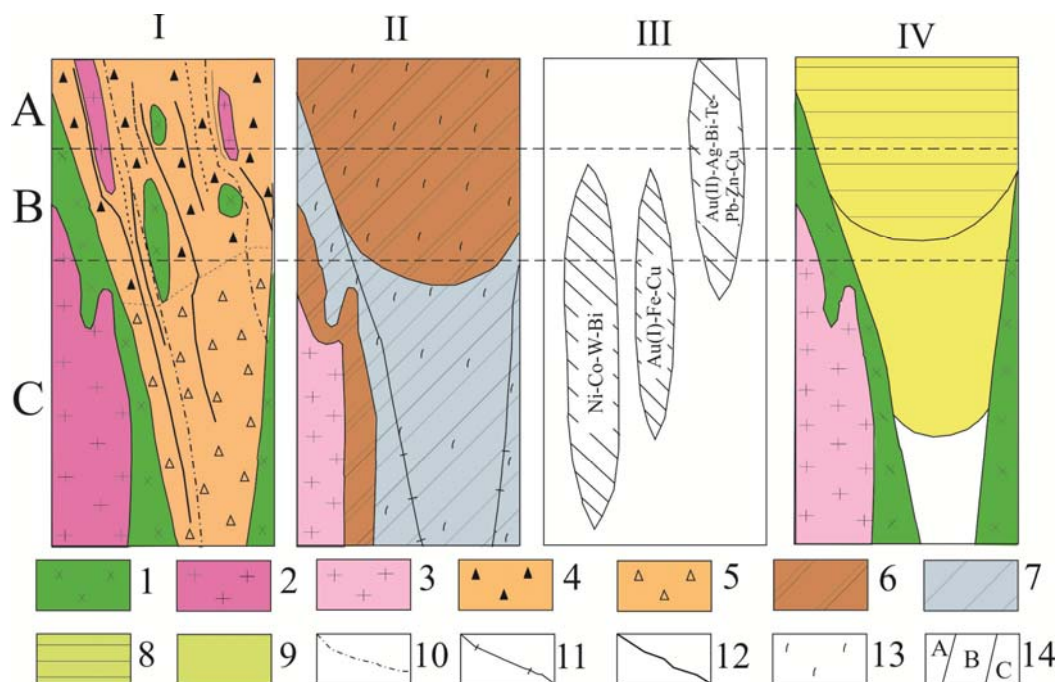 I II III IV
A
B
C
Ni-Co-W-Bi
Au(I)-Fe-Cu
Au(II)-Ag-Bi-Te-
Pb-Zn-Cu
1 2 3 4 5 6 7
8 9 10 11 12 13 A B C 14